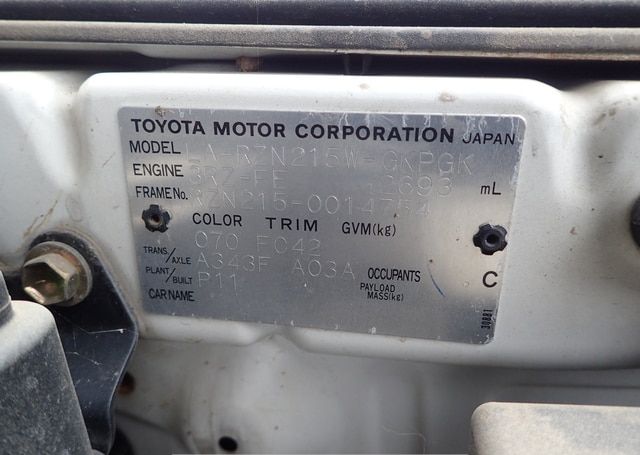 TOYOTA MOTOR CORPORATION JAPAN
MODEL LA-RZN215W-GKPGK
ENGINE 3RZ-FE 2693 mL
FRAME No. RZN215-0014754
COLOR TRIM GVM(kg)
070 FC42
TRANS/AXLE A343F A03A
PLANT/BUILT P11 OCCUPANTS C
CAR NAME PAYLOAD MASS(kg)
30881